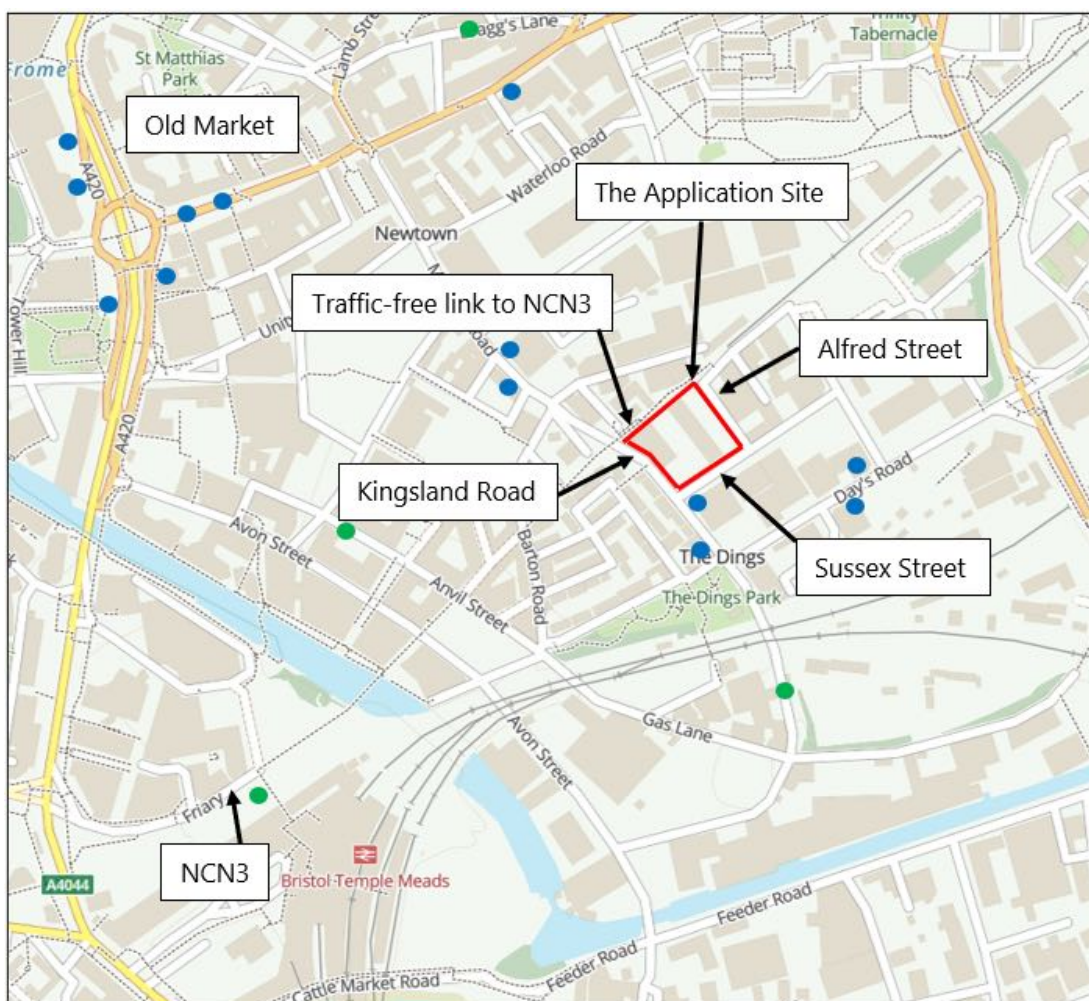 agg's Lane
Trinity
Tabernacle
Lamb Stre
St Matthias
Park
Frome
Old Market
A420
Waterloo Road
The Application Site
Newtown
Traffic-free link to NCN3
Unit
Road
Tower Hill
Alfred Street
A420
Kingsland Road
Day's Road
Avon Street
Barton Road
The Dings
Sussex Street
The Dings Park
Anvil Street
Gas Lane
Avon Street
Friary
NCN3
Bristol Temple Meads
A4044
Feeder Road
Feeder Road
Cattle Market Road